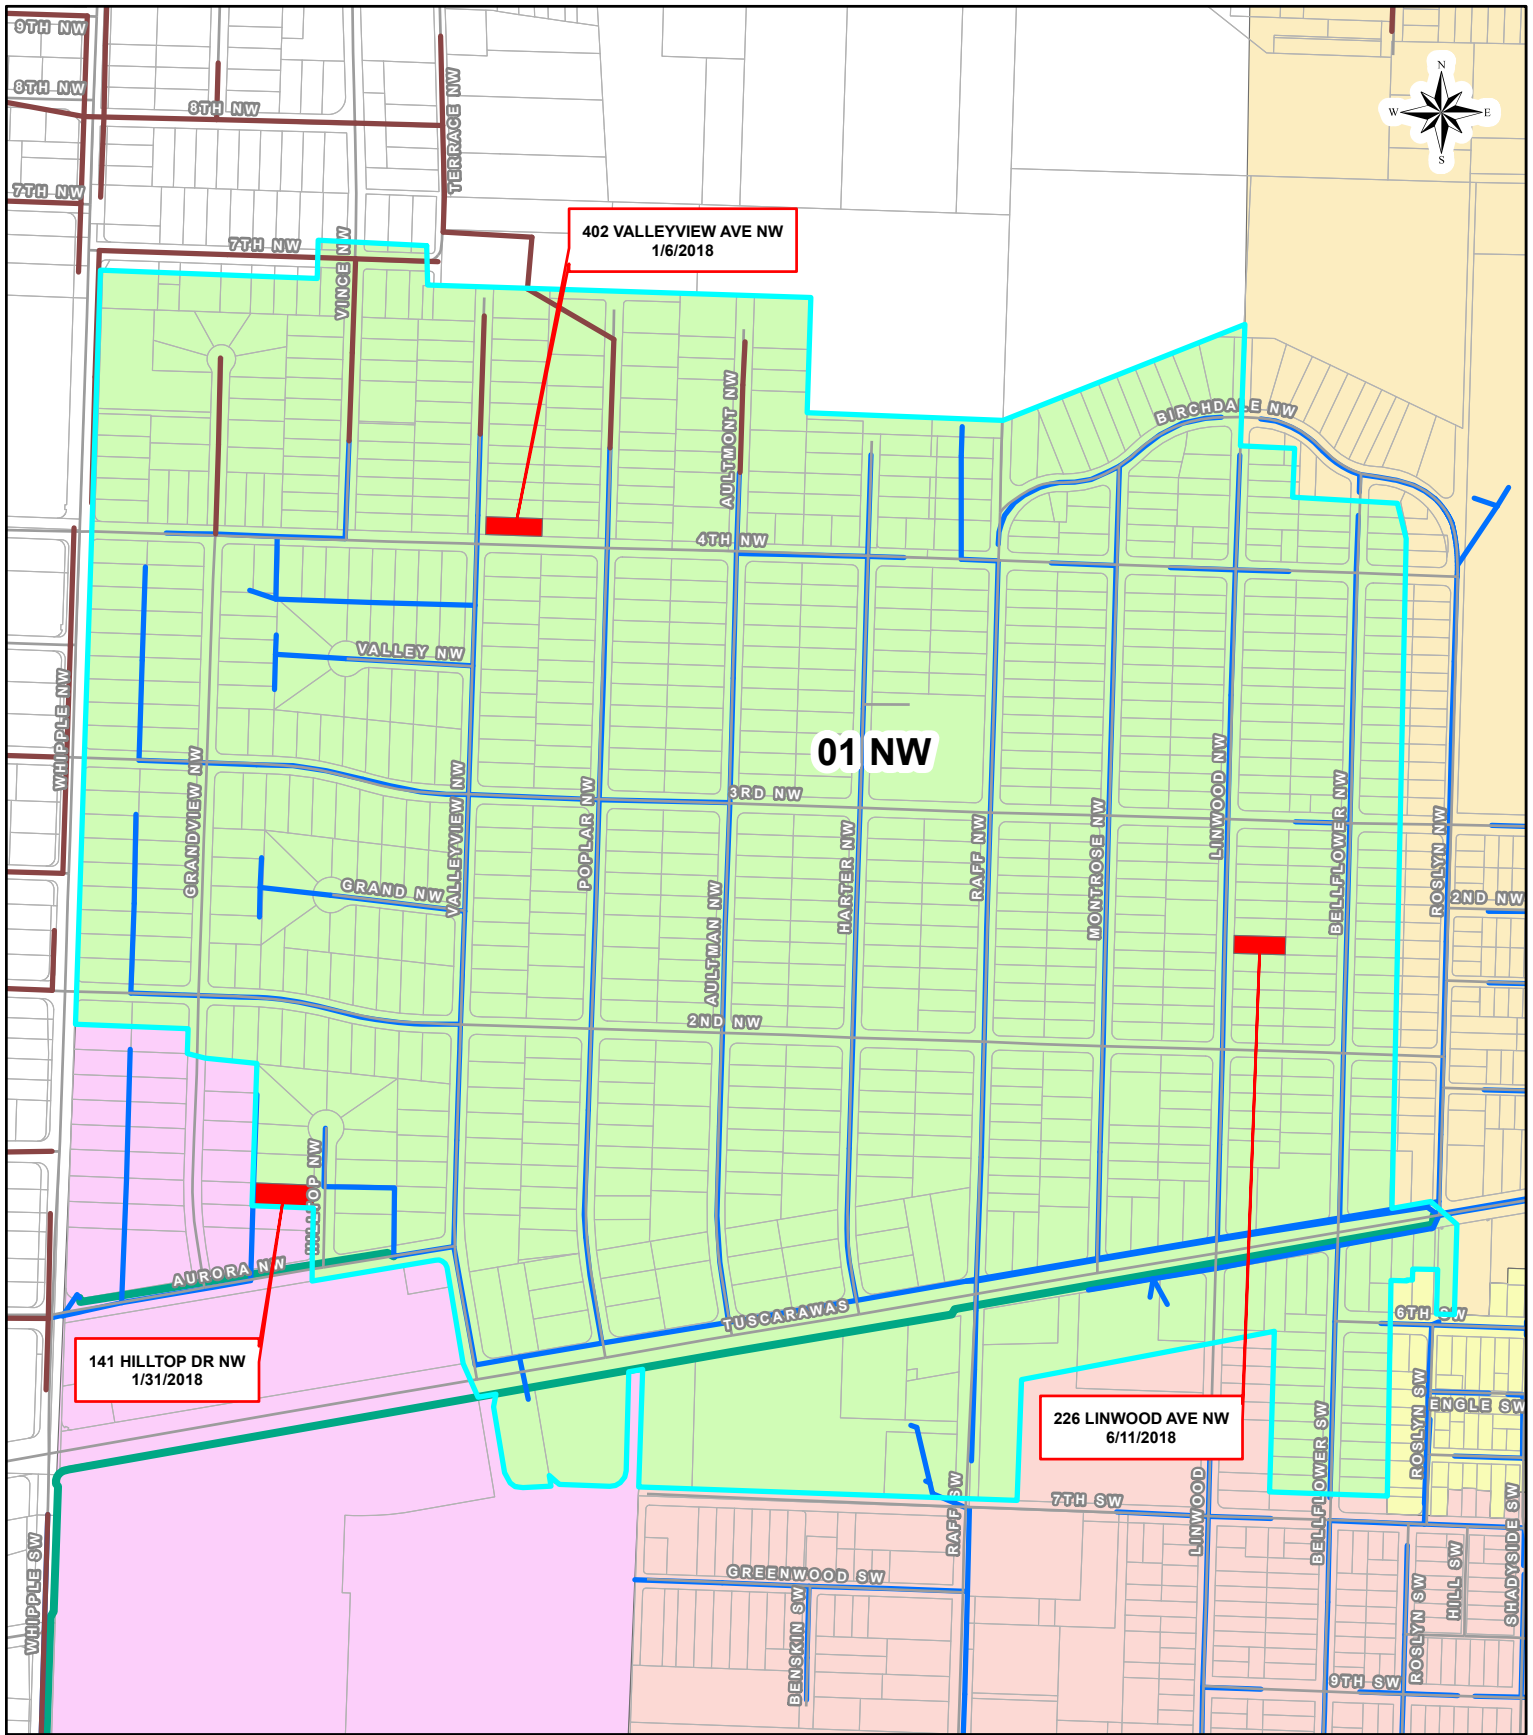 9TH NW
8TH NW
8TH NW
TERRACE NW
N
W
E
S
7TH NW
7TH NW
VINCE NW
402 VALLEYVIEW AVE NW
1/6/2018
AULTMONT NW
BIRCHDALE NW
4TH NW
VALLEY NW
WHIPPLE NW
GRANDVIEW NW
VALLEYVIEW NW
POPLAR NW
01 NW
3RD NW
HARTER NW
RAFF NW
MONTROSE NW
LINWOOD NW
BELLFLOWER NW
ROSLYN NW
2ND NW
GRAND NW
AULTMAN NW
2ND NW
HILLTOP NW
AURORA NW
TUSCARAWAS
6TH SW
141 HILLTOP DR NW
1/31/2018
226 LINWOOD AVE NW
6/11/2018
ROSLYN SW
ENGLE SW
BELLFLOWER SW
LINWOOD
7TH SW
RAFF SW
WHIPPLE SW
GREENWOOD SW
BENSKIN SW
ROSLYN SW
HILL SW
SHADYSIDE SW
9TH SW